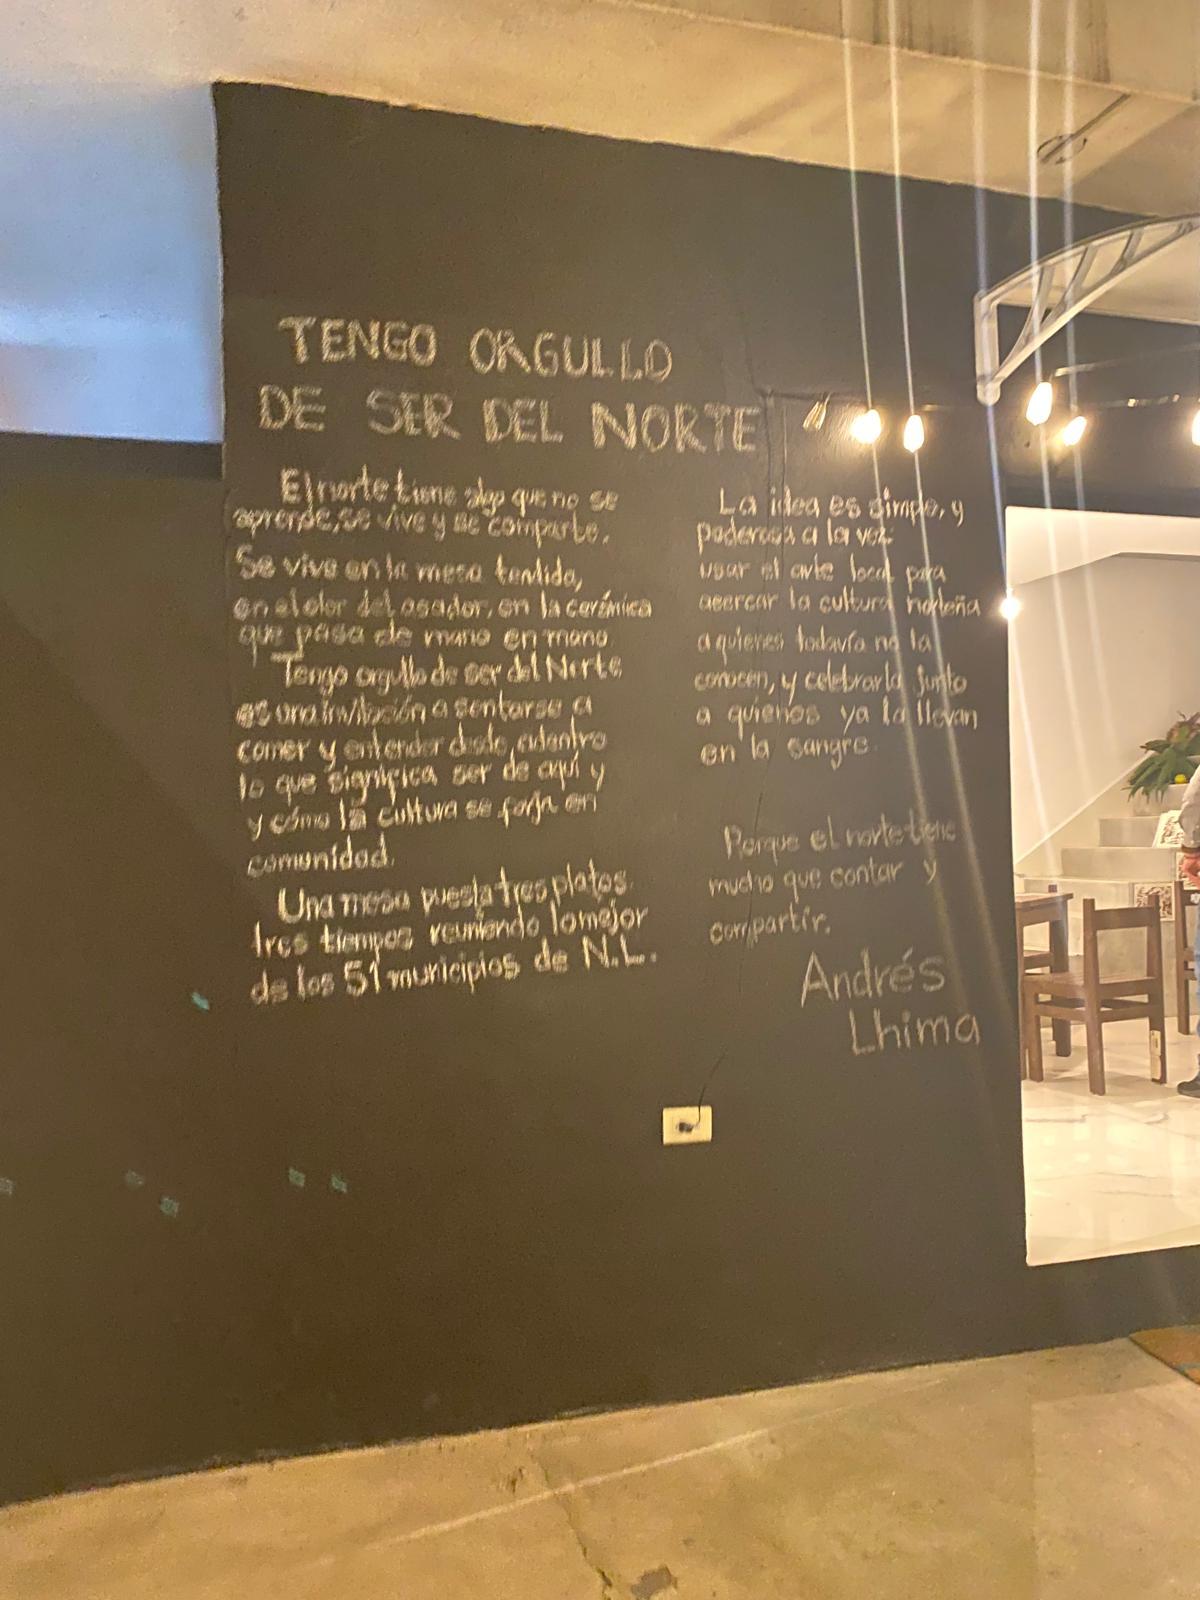 TENGO ORGULLO
DE SER DEL NORTE
El norte tiene algo que no se
aprende, se vive y se comparte.
Se vive en la mesa tendida,
en el olor del asador, en la cerámica
que pasa de mano en mano
Tengo orgullo de ser del Norte
es una invitación a sentarse a
comer y entender desde adentro
lo que significa ser de aquí y
y cómo la cultura se forja en
comunidad.
Una mesa puesta tres platos
tres tiempos reuniendo lo mejor
de los 51 municipios de N.L.
La idea es simple, y
poderosa a la vez:
usar el arte local para
acercar la cultura norteña
a quienes todavía no la
conocen, y celebrarla junto
a quienes ya la llevan
en la sangre.
Porque el norte tiene
mucho que contar y
compartir.
Andrés
Lhima